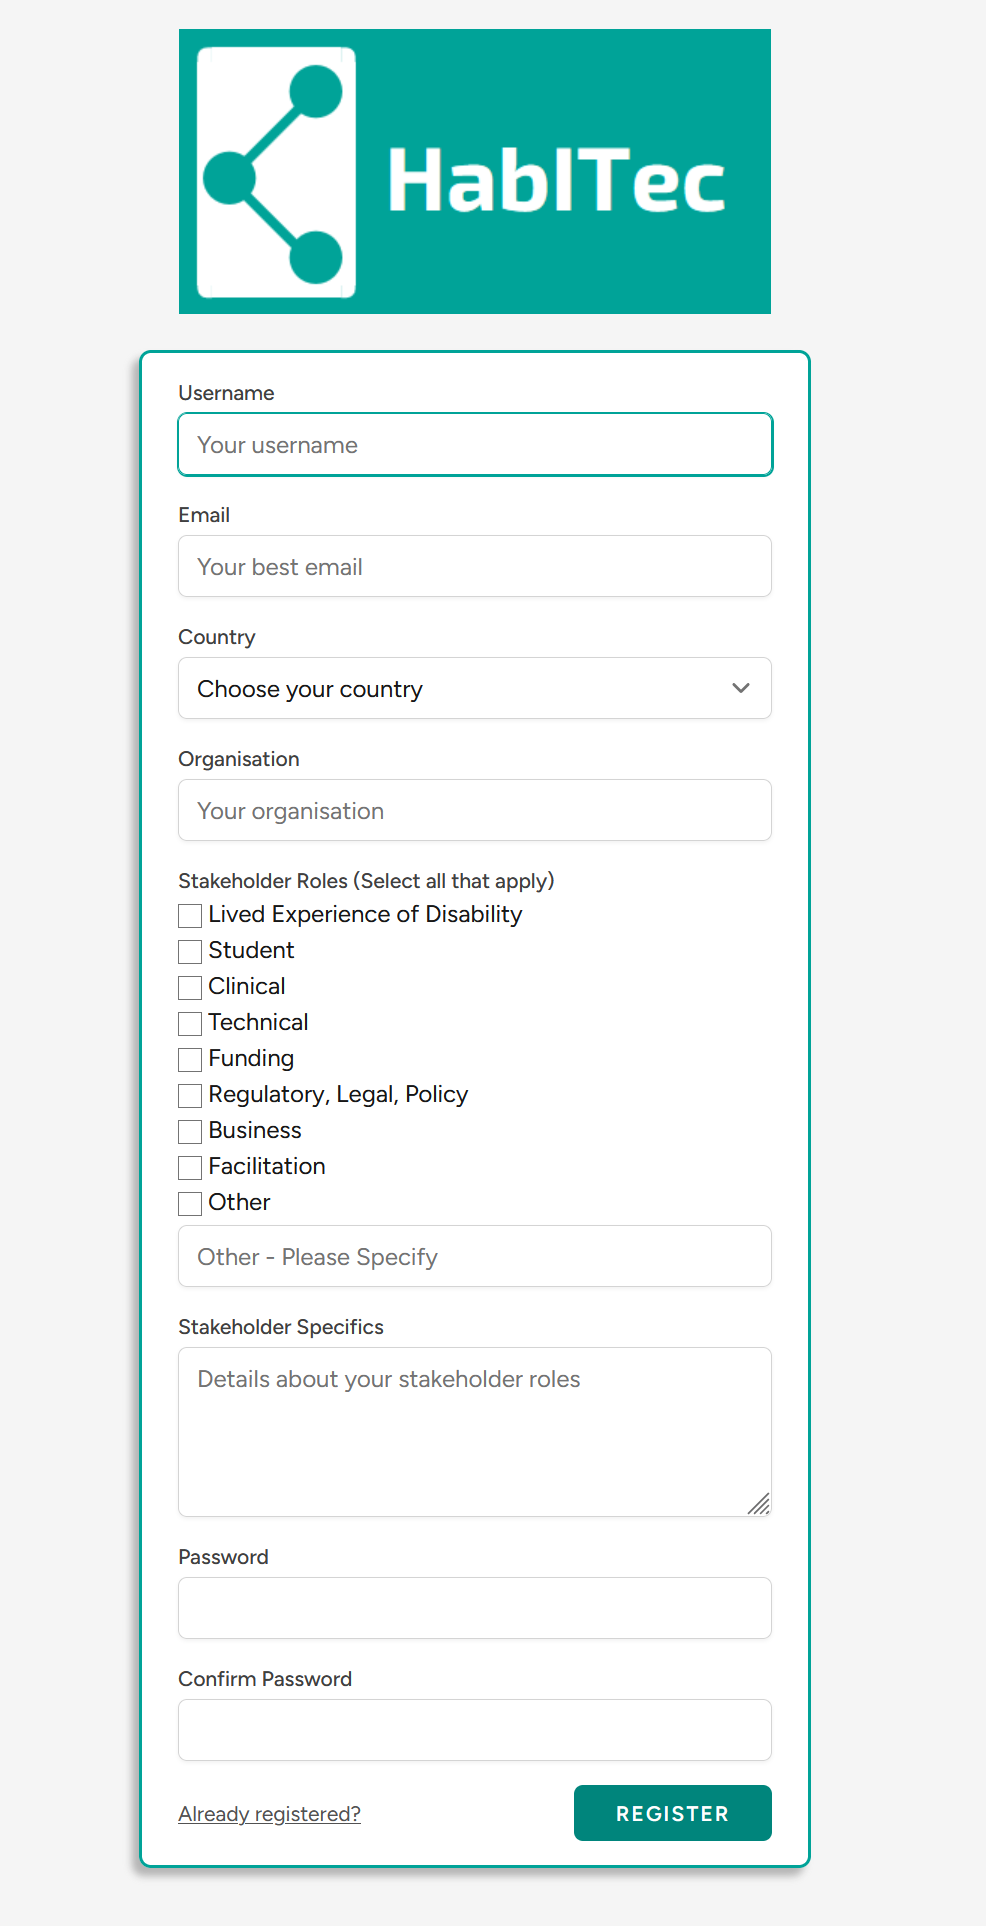 HabITec
Username
Your username
Email
Your best email
Country
Choose your country
Organisation
Your organisation
Stakeholder Roles (Select all that apply)
Lived Experience of Disability
Student
Clinical
Technical
Funding
Regulatory, Legal, Policy
Business
Facilitation
Other
Other - Please Specify
Stakeholder Specifics
Details about your stakeholder roles
Password
Confirm Password
Already registered?
REGISTER